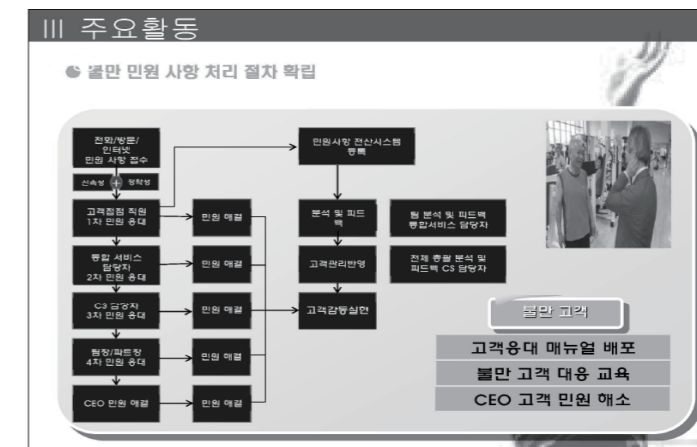 III 주요활동
불만 민원 사항 처리 절차 확립
전화/방문/
인터넷
민원 사항 접수
신속성 + 정확성
고객접점 직원
1차 민원 응대
통합 서비스
담당자
2차 민원 응대
CS 담당자
3차 민원 응대
팀장/파트장
4차 민원 응대
CEO 민원 해결
민원 해결
민원 해결
민원 해결
민원 해결
민원 해결
민원사항 전산시스템
등록
분석 및 피드
백
고객관리반영
고객감동실현
팀 분석 및 피드백
통합서비스 담당자
전체 총괄 분석 및
피드백 CS 담당자
불만 고객
고객응대 매뉴얼 배포
불만 고객 대응 교육
CEO 고객 민원 해소